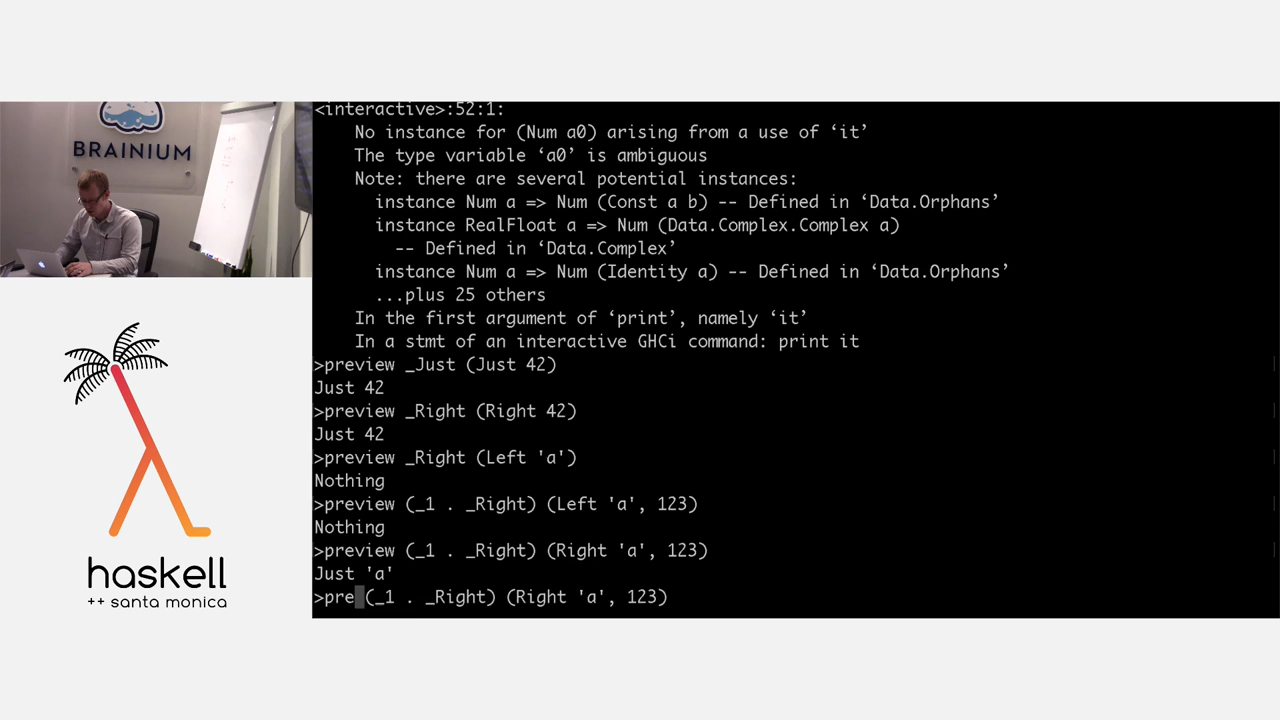 BRAINIUM
haskell
++ santa monica
<interactive>:52:1:
    No instance for (Num a0) arising from a use of ‘it’
    The type variable ‘a0’ is ambiguous
    Note: there are several potential instances:
      instance Num a => Num (Const a b) -- Defined in ‘Data.Orphans’
      instance RealFloat a => Num (Data.Complex.Complex a)
        -- Defined in ‘Data.Complex’
      instance Num a => Num (Identity a) -- Defined in ‘Data.Orphans’
      ...plus 25 others
    In the first argument of ‘print’, namely ‘it’
    In a stmt of an interactive GHCi command: print it
>preview _Just (Just 42)
Just 42
>preview _Right (Right 42)
Just 42
>preview _Right (Left 'a')
Nothing
>preview (_1 . _Right) (Left 'a', 123)
Nothing
>preview (_1 . _Right) (Right 'a', 123)
Just 'a'
>pre (_1 . _Right) (Right 'a', 123)